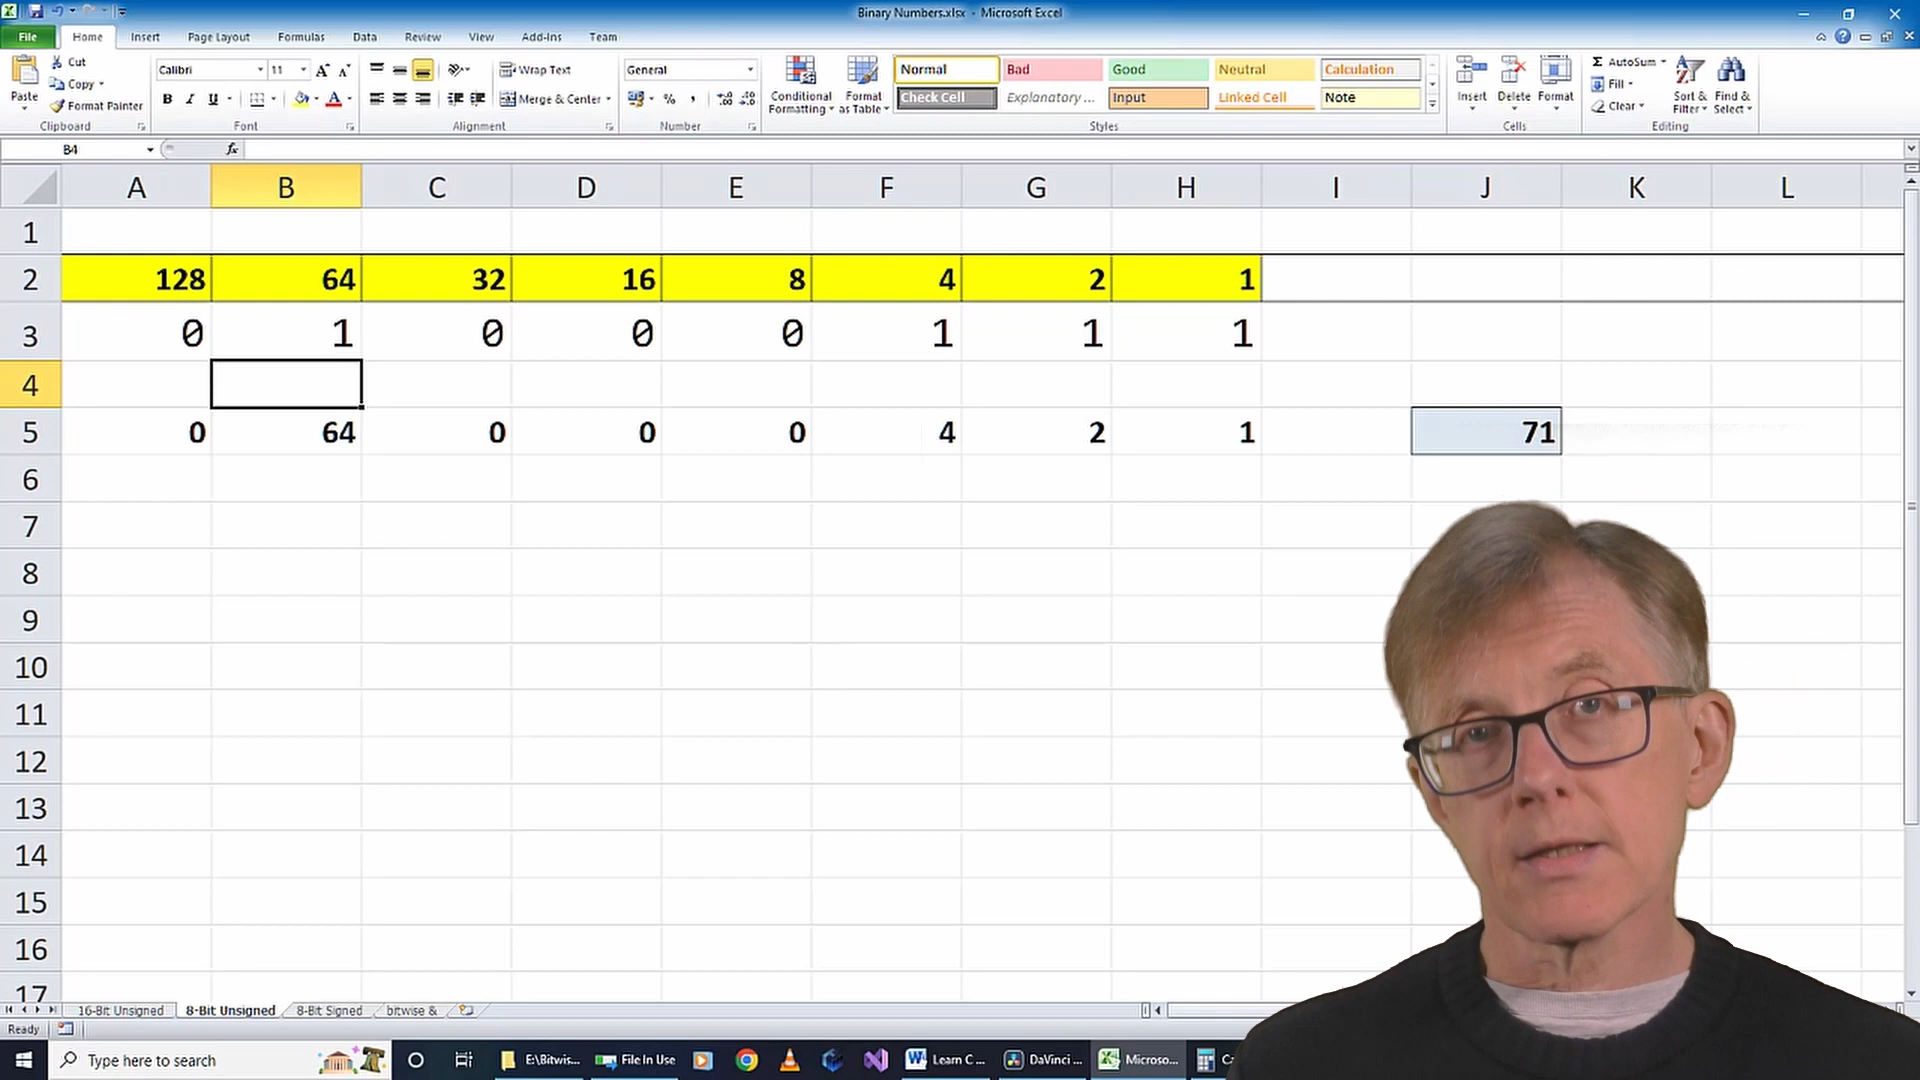 Binary Numbers.xlsx - Microsoft Excel
File Home Insert Page Layout Formulas Data Review View Add-Ins Team
Paste Cut Copy Format Painter Clipboard
Calibri 11 B I U Font
Wrap Text Merge & Center Alignment
General % , Number
Conditional Formatting Format as Table
Normal Bad Good Neutral Calculation
Check Cell Explanatory ... Input Linked Cell Note
Styles
Insert Delete Format Cells
Σ AutoSum Fill Clear Sort & Filter Find & Select Editing
B4 fx
A B C D E F G H I J K L
1
2 128 64 32 16 8 4 2 1
3 0 1 0 0 0 1 1 1
4
5 0 64 0 0 0 4 2 1 71
6
7
8
9
10
11
12
13
14
15
16
17
16-Bit Unsigned 8-Bit Unsigned 8-Bit Signed bitwise &
Ready
Type here to search E:\Bitwis... File In Use Learn C ... DaVinci ... Microso...